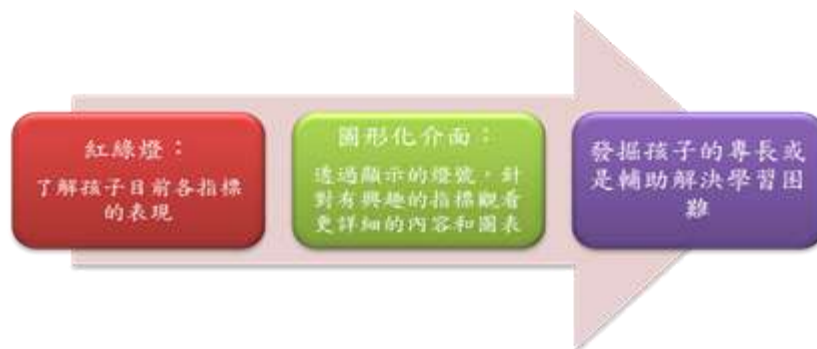 紅綠燈：
了解孩子目前各指標
的表現
圖形化介面：
透過顯示的燈號，針
對有興趣的指標觀看
更詳細的內容和圖表
發掘孩子的專長或
是輔助解決學習困
難